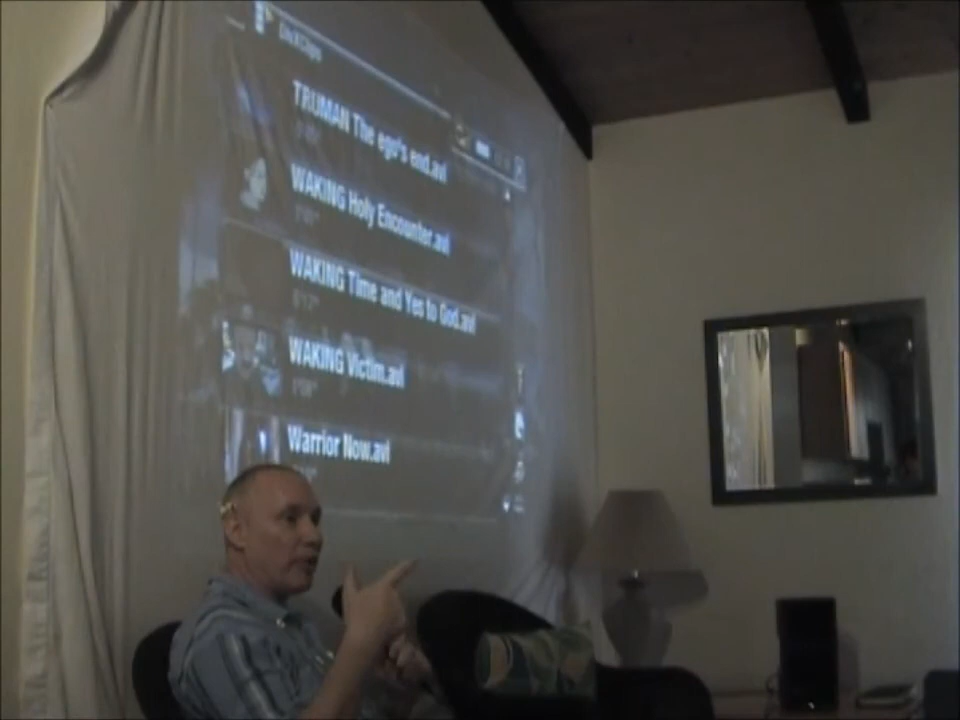 TRUMAN The ego's end.avi
WAKING Holy Encounter.avi
WAKING Time and Yes to God.avi
WAKING Victim.avi
Warrior Now.avi